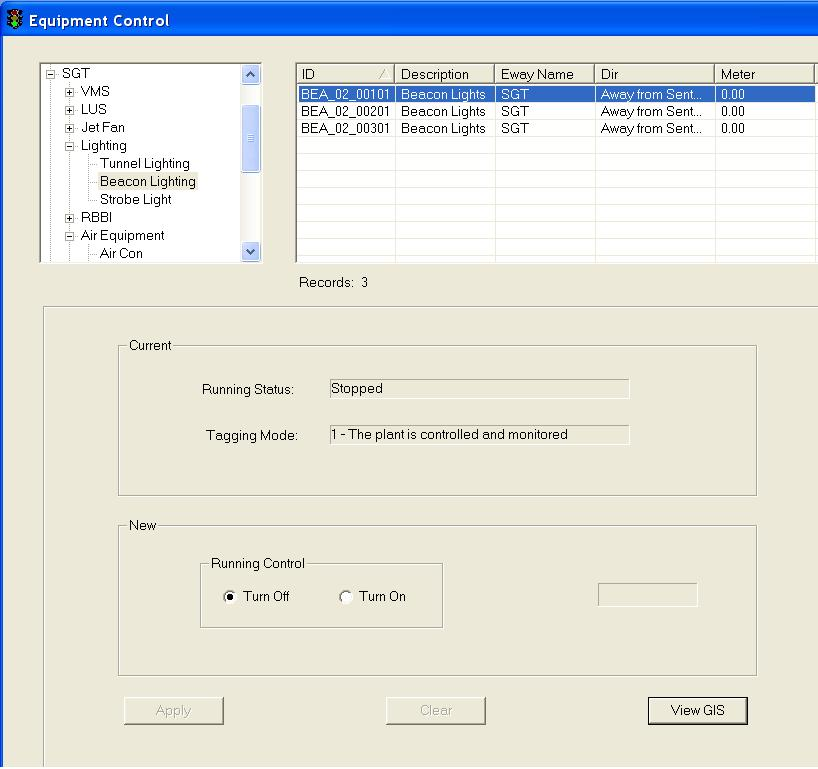 Equipment Control
SGT
VMS
LUS
Jet Fan
Lighting
Tunnel Lighting
Beacon Lighting
Strobe Light
RBBI
Air Equipment
Air Con
ID Description Eway Name Dir Meter
BEA_02_00101 Beacon Lights SGT Away from Sent... 0.00
BEA_02_00201 Beacon Lights SGT Away from Sent... 0.00
BEA_02_00301 Beacon Lights SGT Away from Sent... 0.00
Records: 3
Current
Running Status: Stopped
Tagging Mode: 1 - The plant is controlled and monitored
New
Running Control
Turn Off Turn On
Apply Clear View GIS